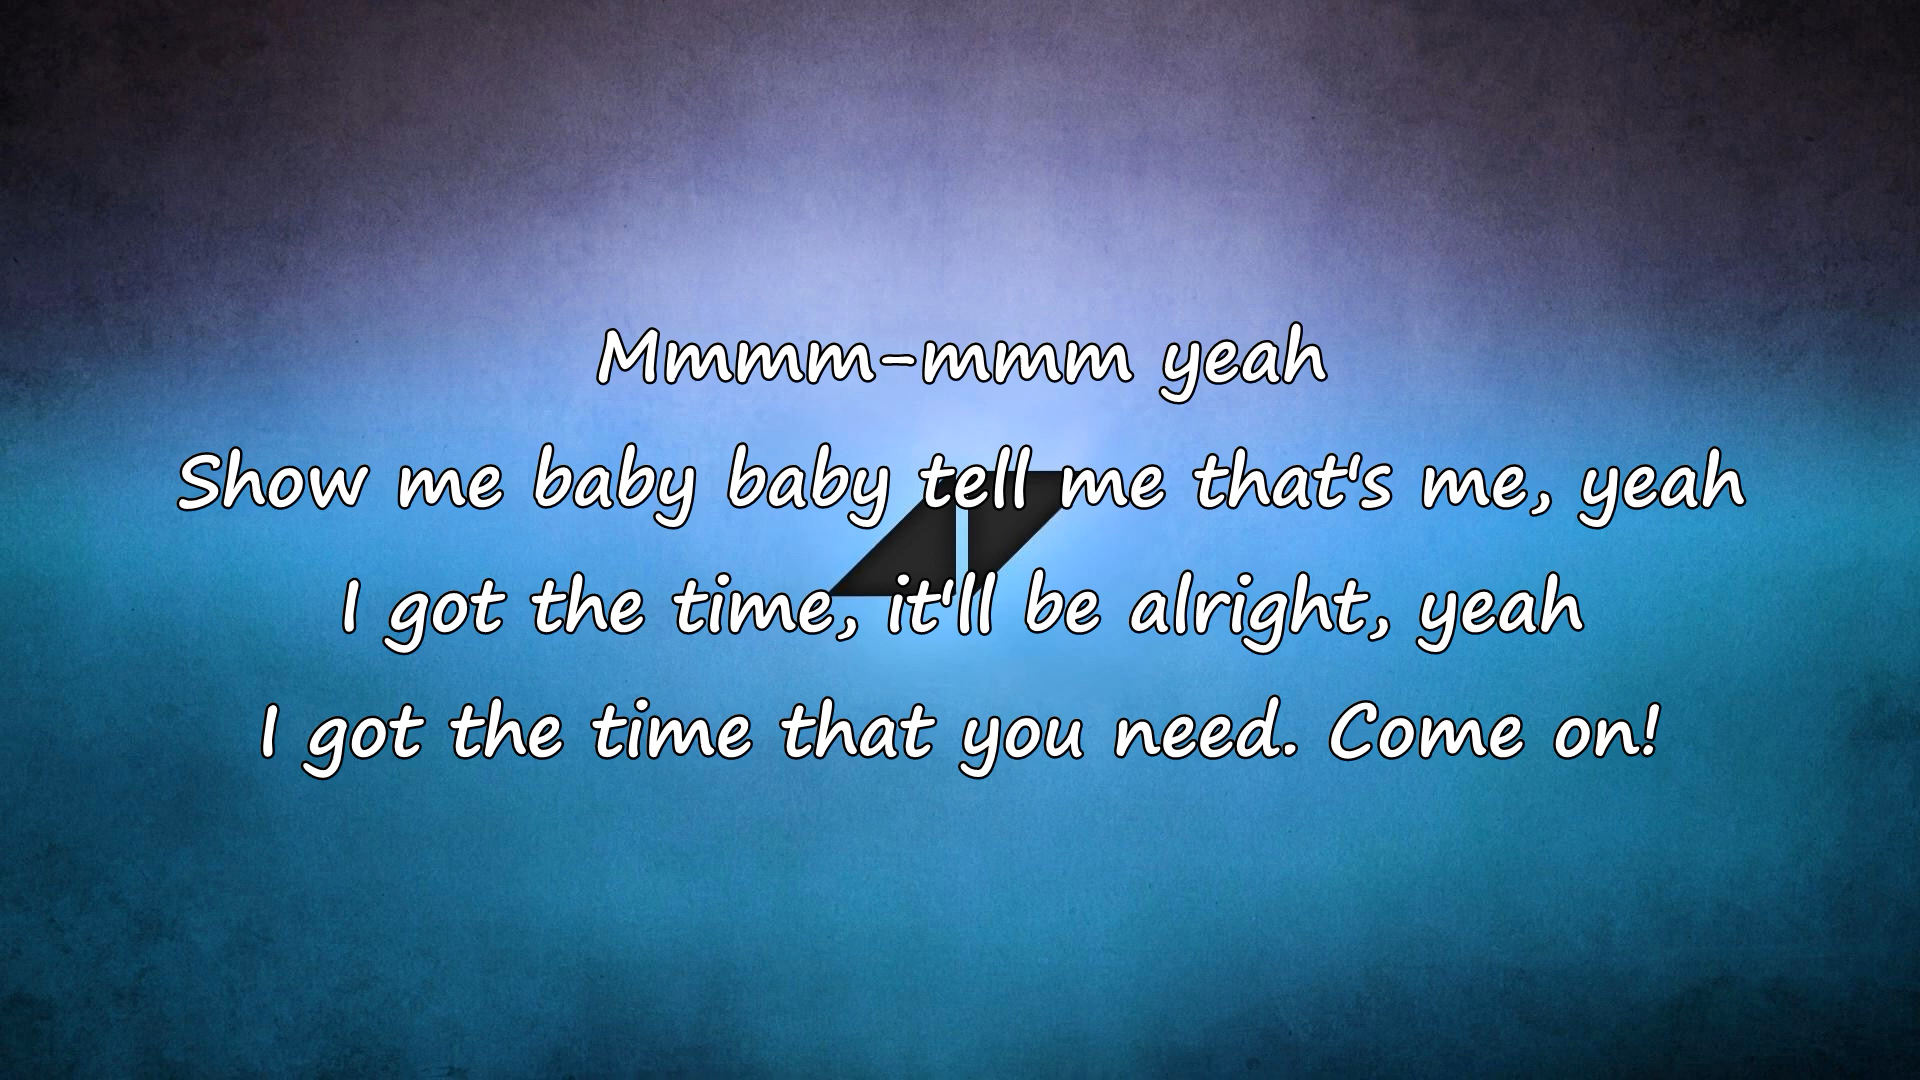 Mmmm-mmm yeah
Show me baby baby tell me that's me, yeah
I got the time, it'll be alright, yeah
I got the time that you need. Come on!